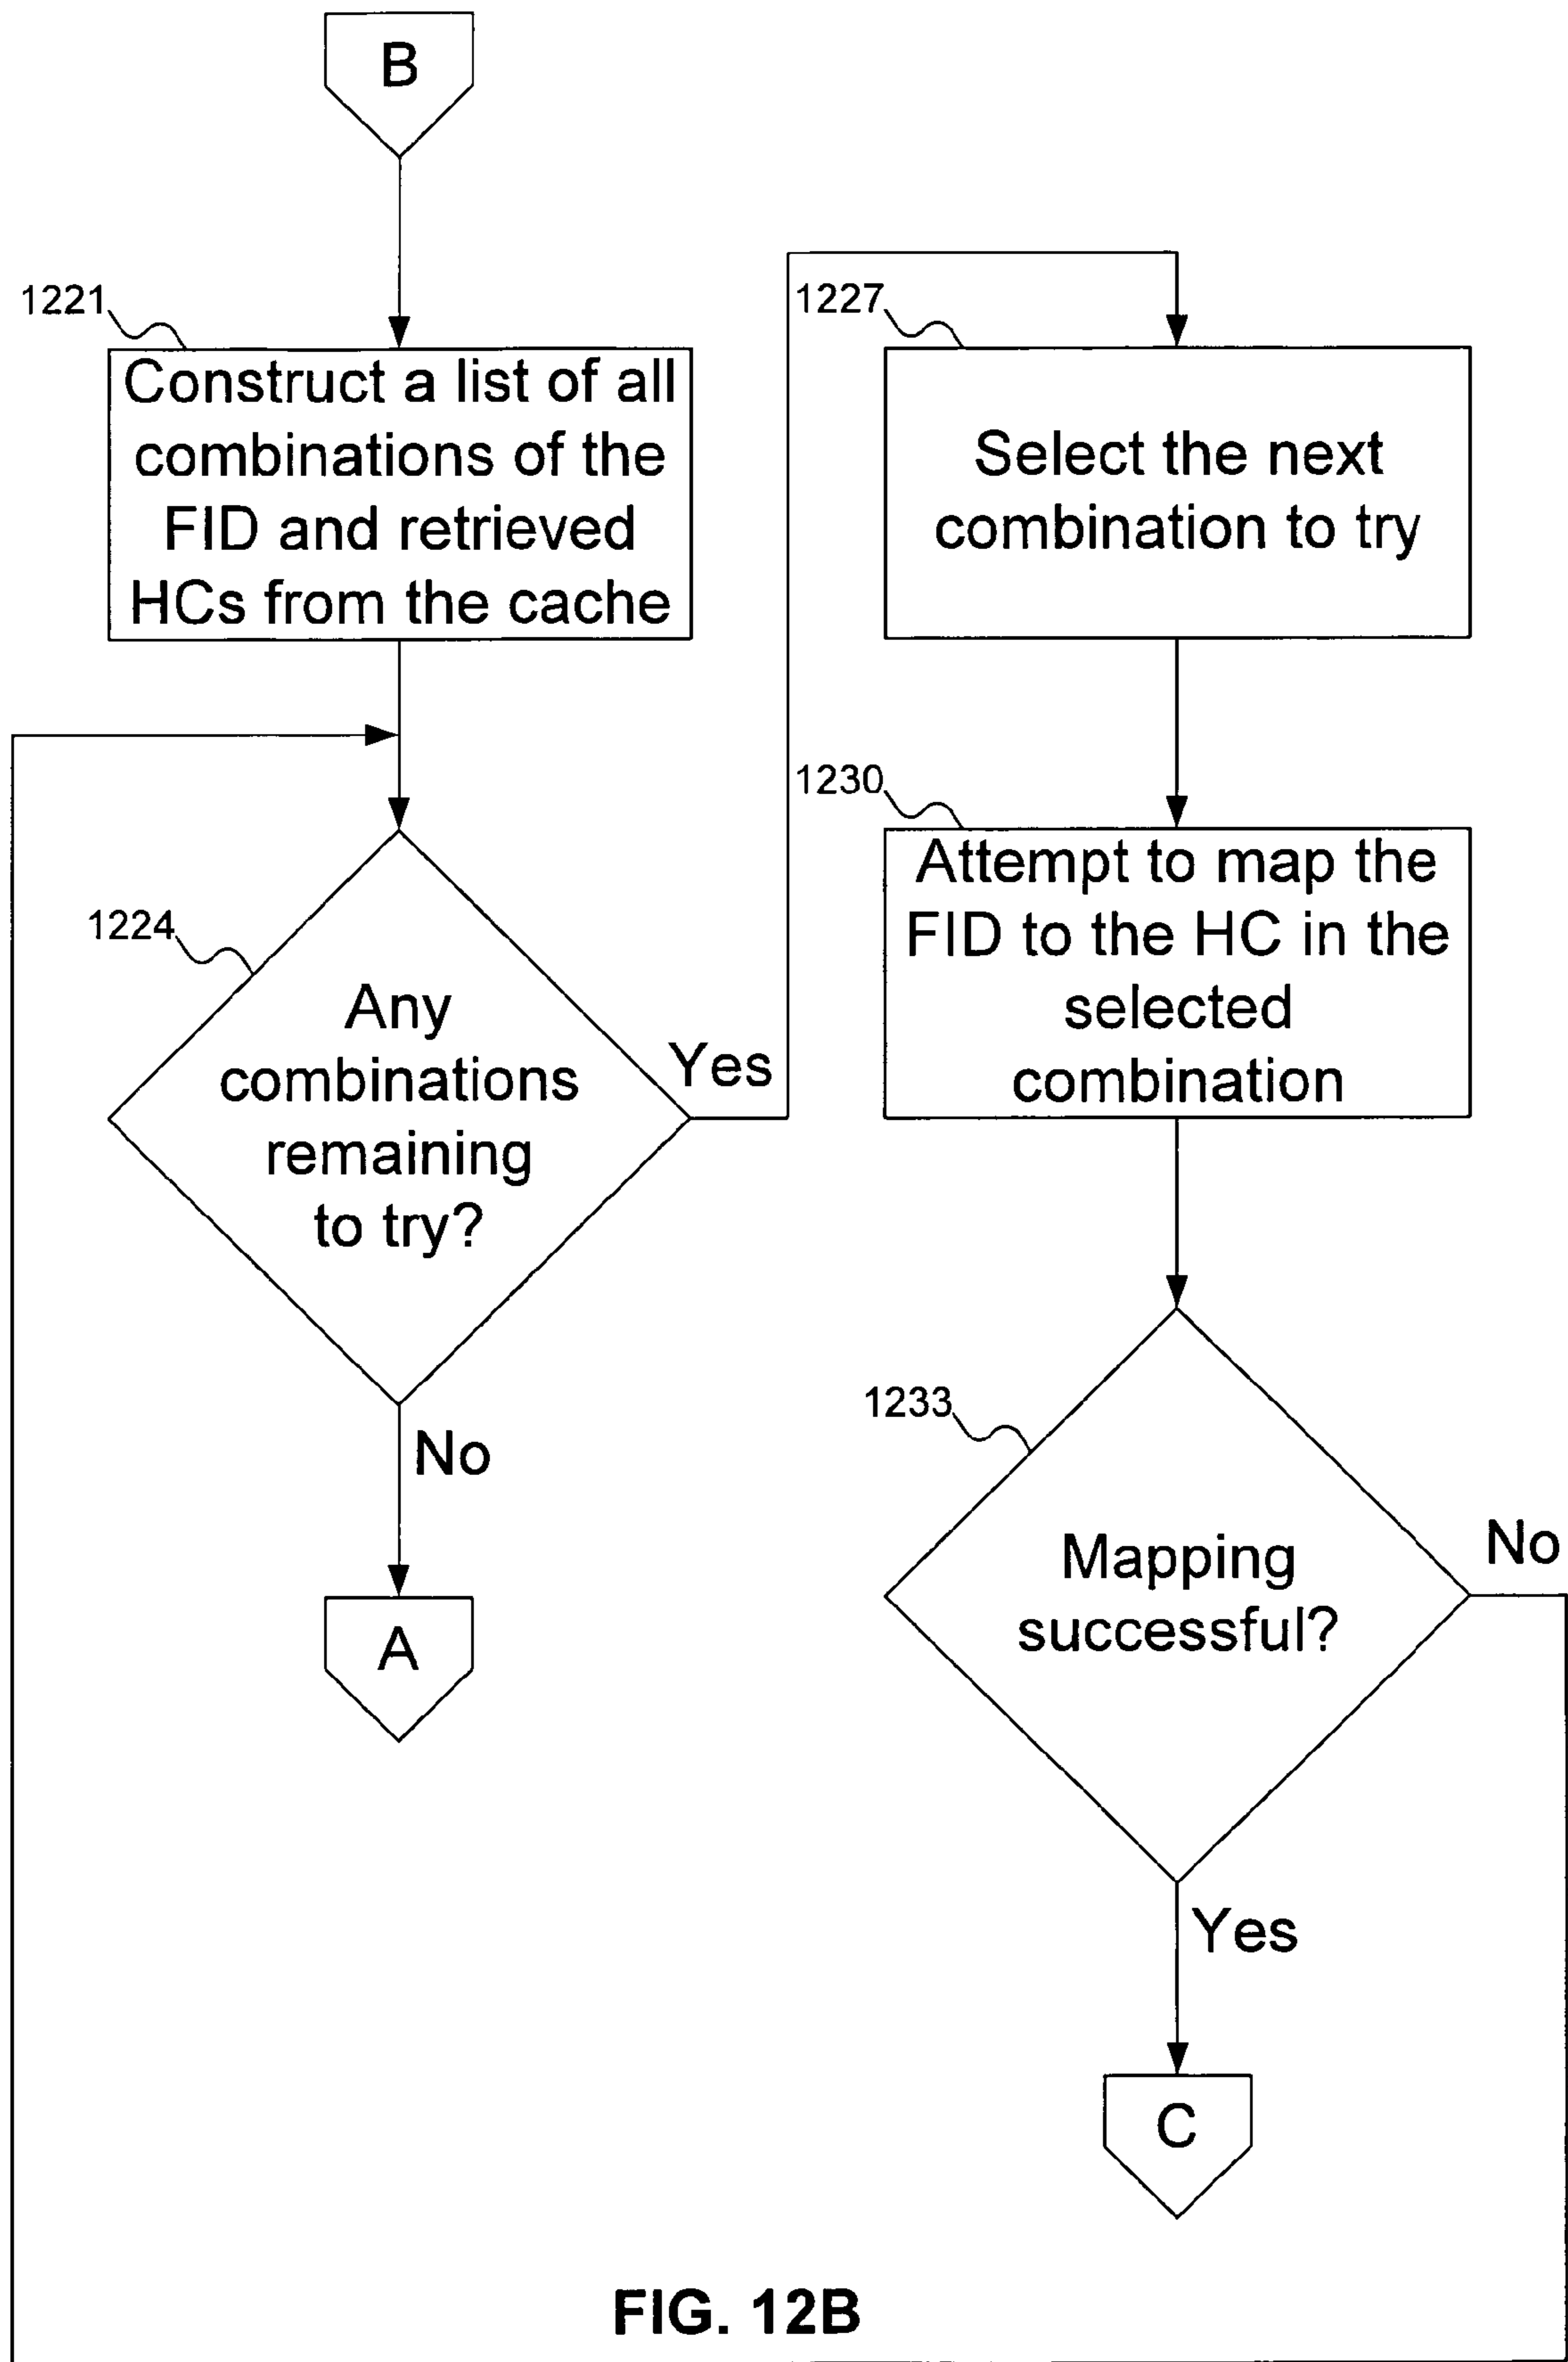 B
1221
Construct a list of all
combinations of the
FID and retrieved
HCs from the cache
1224
Any
combinations
remaining
to try?
Yes
No
A
1227
Select the next
combination to try
1230
Attempt to map the
FID to the HC in the
selected
combination
1233
Mapping
successful?
No
Yes
C
FIG. 12B